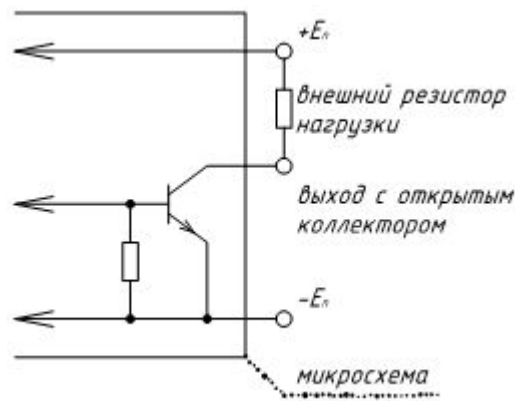 +Eп
внешний резистор
нагрузки
выход с открытым
коллектором
-Eп
микросхема